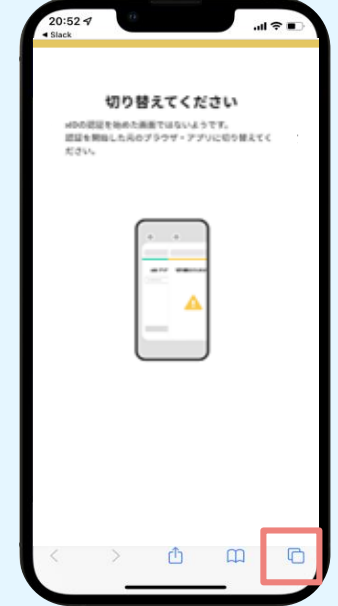 20:52
◀ Slack
切り替えてください
xIDの認証を始めた画面ではないようです。
認証を開始した元のブラウザ・アプリに切り替えてく
ださい。